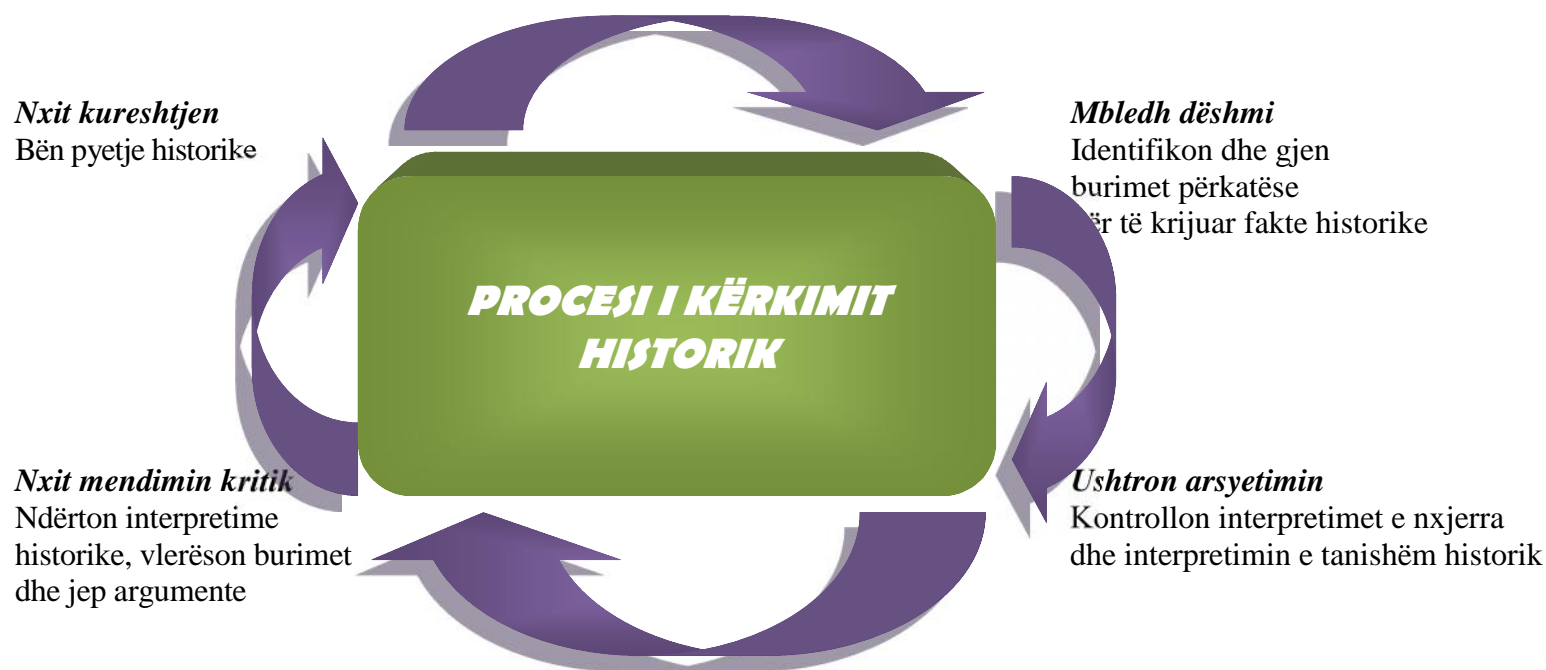 Nxit kureshtjen
Bën pyetje historike
Mbledh dëshmi
Identifikon dhe gjen
burimet përkatëse
për të krijuar fakte historike
PROCESI I KËRKIMIT
HISTORIK
Nxit mendimin kritik
Ndërton interpretime
historike, vlerëson burimet
dhe jep argumente
Ushtron arsyetimin
Kontrollon interpretimet e nxjerra
dhe interpretimin e tanishëm historik